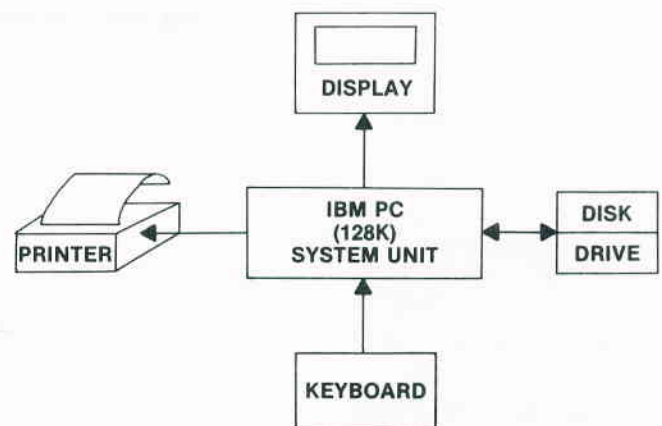 DISPLAY
IBM PC
(128K)
SYSTEM UNIT
PRINTER
DISK
DRIVE
KEYBOARD